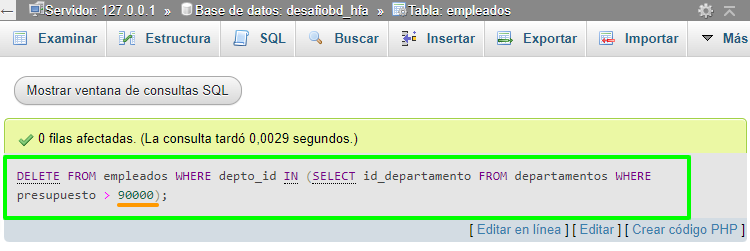 ← Servidor: 127.0.0.1 » Base de datos: desafiobd_hfa » Tabla: empleados
Examinar Estructura SQL Buscar Insertar Exportar Importar ▼ Más
Mostrar ventana de consultas SQL
0 filas afectadas. (La consulta tardó 0,0029 segundos.)
DELETE FROM empleados WHERE depto_id IN (SELECT id_departamento FROM departamentos WHERE
presupuesto > 90000);
[ Editar en línea ] [ Editar ] [ Crear código PHP ]